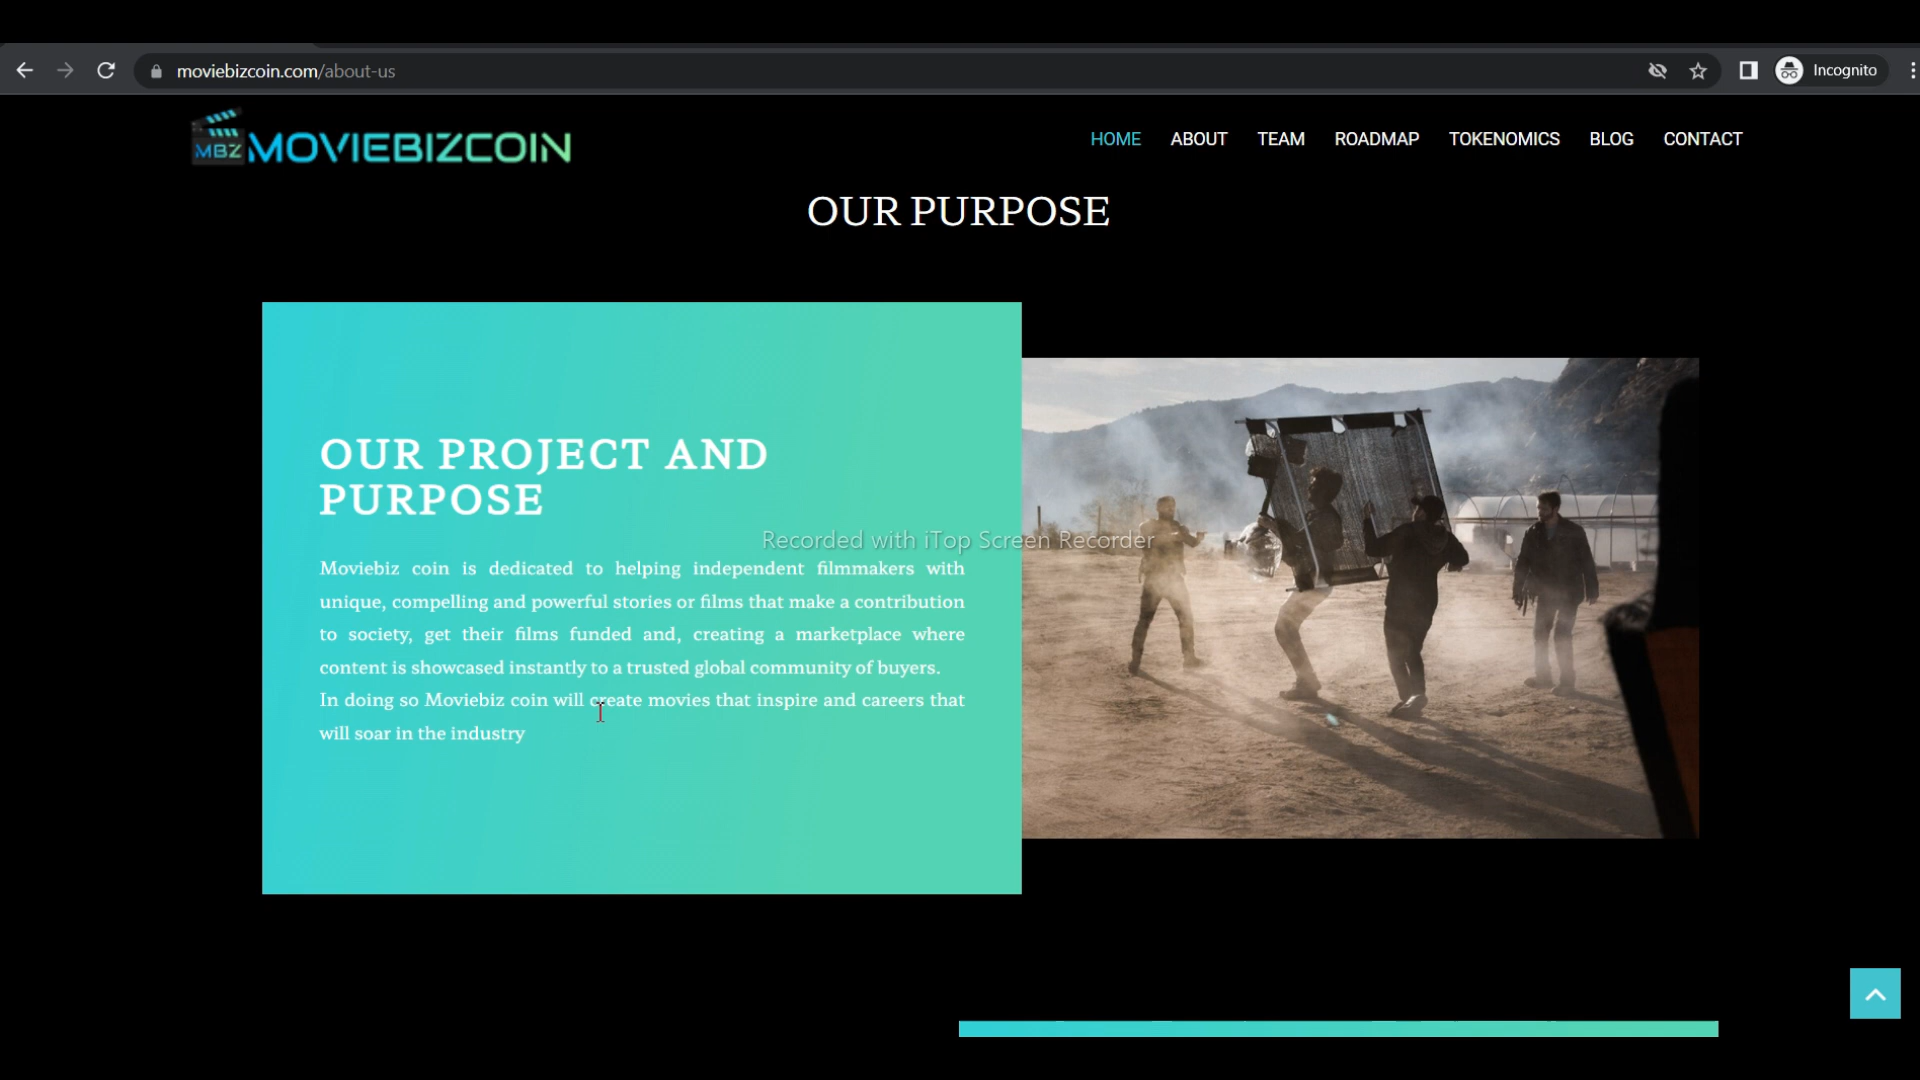 moviebizcoin.com/about-us
Incognito
MBZ MOVIEBIZCOIN
HOME ABOUT TEAM ROADMAP TOKENOMICS BLOG CONTACT
OUR PURPOSE
OUR PROJECT AND
PURPOSE
Recorded with iTop Screen Recorder
Moviebiz coin is dedicated to helping independent filmmakers with
unique, compelling and powerful stories or films that make a contribution
to society, get their films funded and, creating a marketplace where
content is showcased instantly to a trusted global community of buyers.
In doing so Moviebiz coin will create movies that inspire and careers that
will soar in the industry